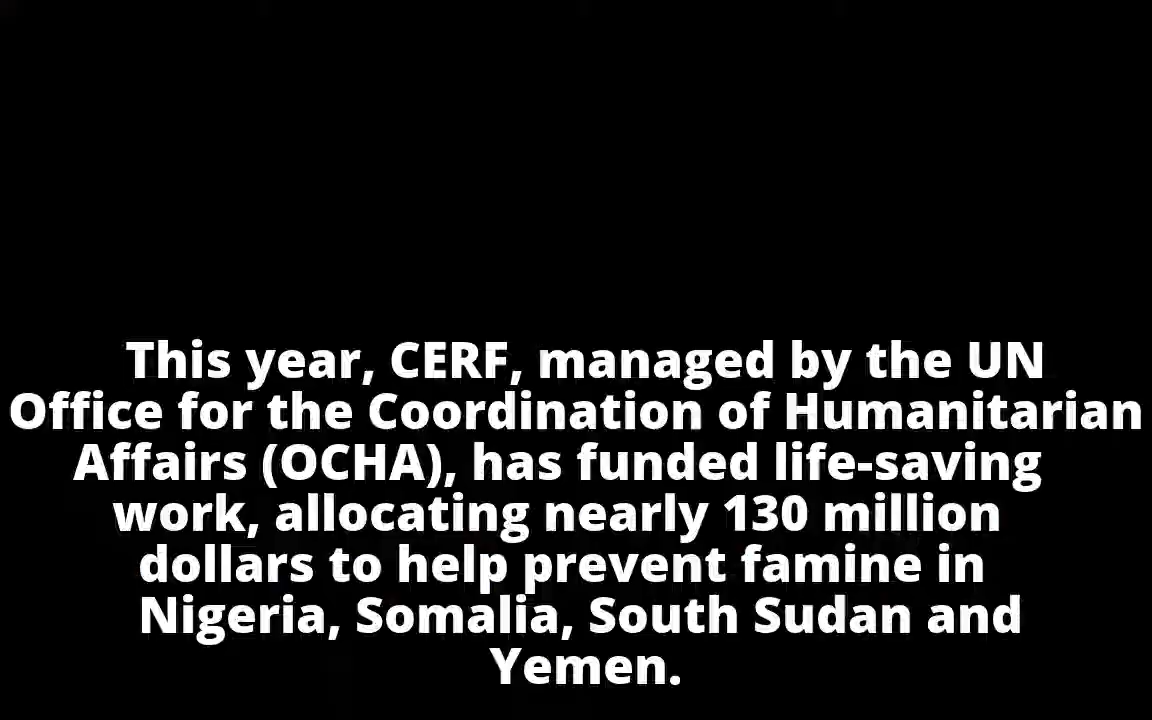 This year, CERF, managed by the UN
Office for the Coordination of Humanitarian
Affairs (OCHA), has funded life-saving
work, allocating nearly 130 million
dollars to help prevent famine in
Nigeria, Somalia, South Sudan and
Yemen.